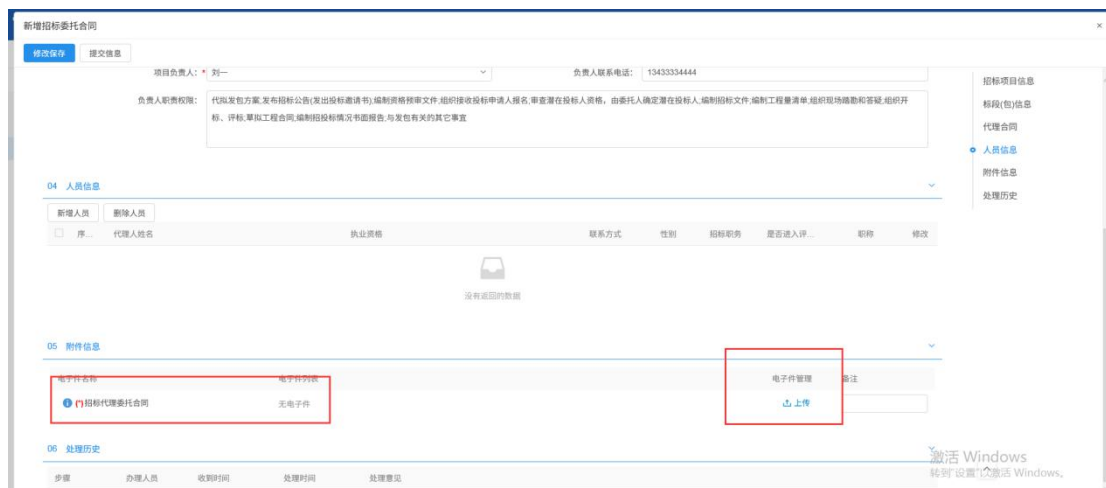 新增招标委托合同
×
修改保存 提交信息
项目负责人: * 刘一 负责人联系电话: 13433334444
负责人职责权限: 代拟发包方案;发布招标公告(发出投标邀请书);编制资格预审文件;组织接收投标申请人报名;审查潜在投标人资格，由委托人确定潜在投标人;编制招标文件;编制工程量清单;组织现场踏勘和答疑;组织开
标、评标;草拟工程合同;编制招投标情况书面报告;与发包有关的其它事宜
招标项目信息
标段(包)信息
代理合同
人员信息
附件信息
处理历史
04 人员信息
新增人员 删除人员
序... 代理人姓名 执业资格 联系方式 性别 招标职务 是否进入评... 职称 修改
没有返回的数据
05 附件信息
电子件名称 电子件列表 电子件管理 备注
(*)招标代理委托合同 无电子件 上传
06 处理历史
步骤 办理人员 收到时间 处理时间 处理意见
激活 Windows
转到"设置"以激活 Windows。